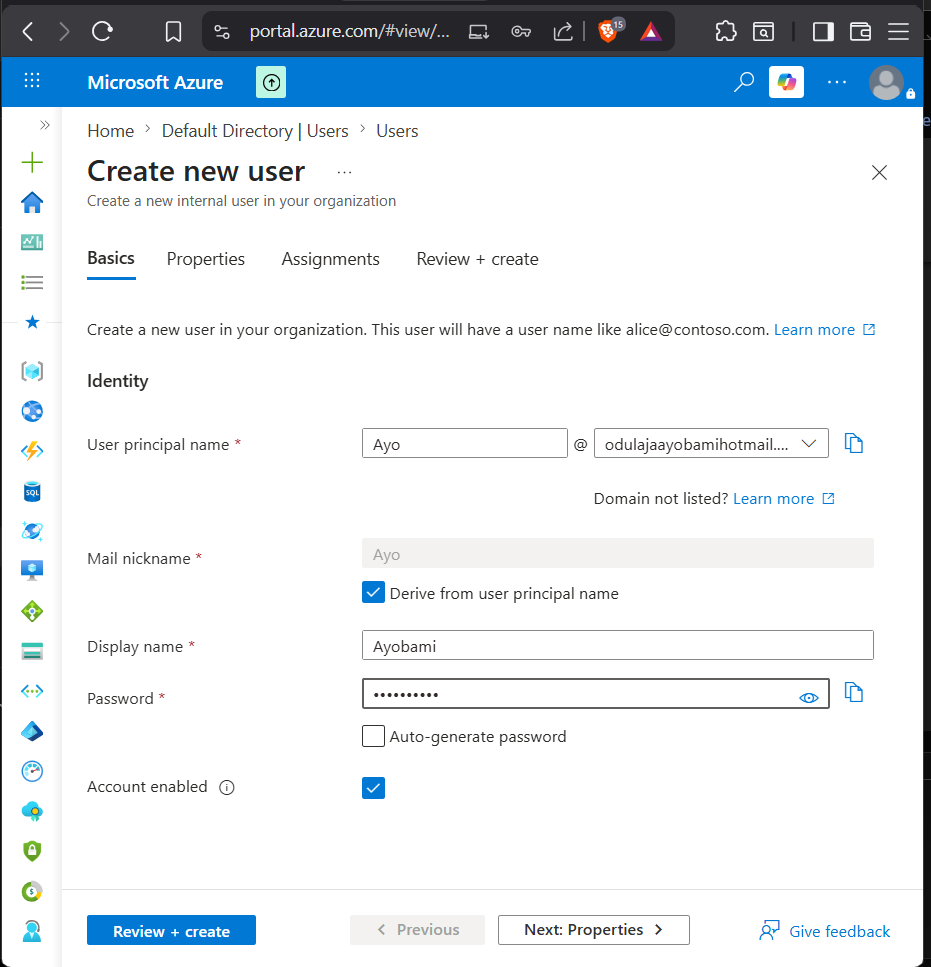 portal.azure.com/#view/...
15
Microsoft Azure
Home > Default Directory | Users > Users
Create new user ...
Create a new internal user in your organization
Basics Properties Assignments Review + create
Create a new user in your organization. This user will have a user name like alice@contoso.com. Learn more
Identity
User principal name * Ayo @ odulajaayobamihotmail....
Domain not listed? Learn more
Mail nickname * Ayo
Derive from user principal name
Display name * Ayobami
Password * ••••••••••
Auto-generate password
Account enabled
SQL
Review + create < Previous Next: Properties > Give feedback